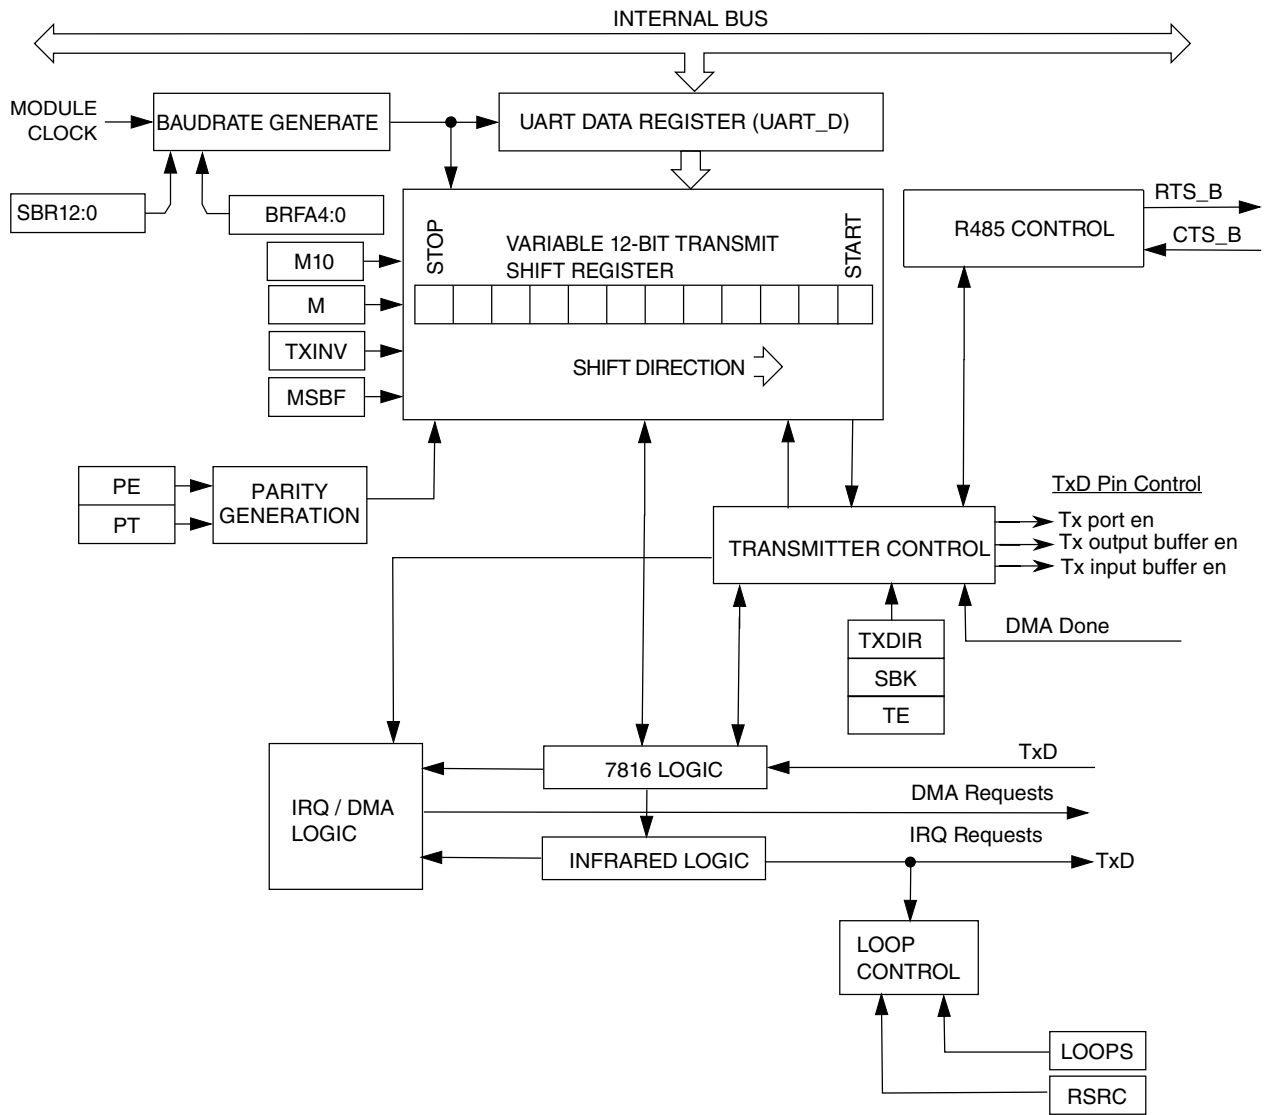 INTERNAL BUS
MODULE
CLOCK
BAUDRATE GENERATE
UART DATA REGISTER (UART_D)
SBR12:0
BRFA4:0
STOP
VARIABLE 12-BIT TRANSMIT
SHIFT REGISTER
START
M10
M
TXINV
MSBF
SHIFT DIRECTION
R485 CONTROL
RTS_B
CTS_B
PE
PT
PARITY
GENERATION
TRANSMITTER CONTROL
TxD Pin Control
Tx port en
Tx output buffer en
Tx input buffer en
DMA Done
TXDIR
SBK
TE
IRQ / DMA
LOGIC
7816 LOGIC
TxD
DMA Requests
IRQ Requests
INFRARED LOGIC
TxD
LOOP
CONTROL
LOOPS
RSRC